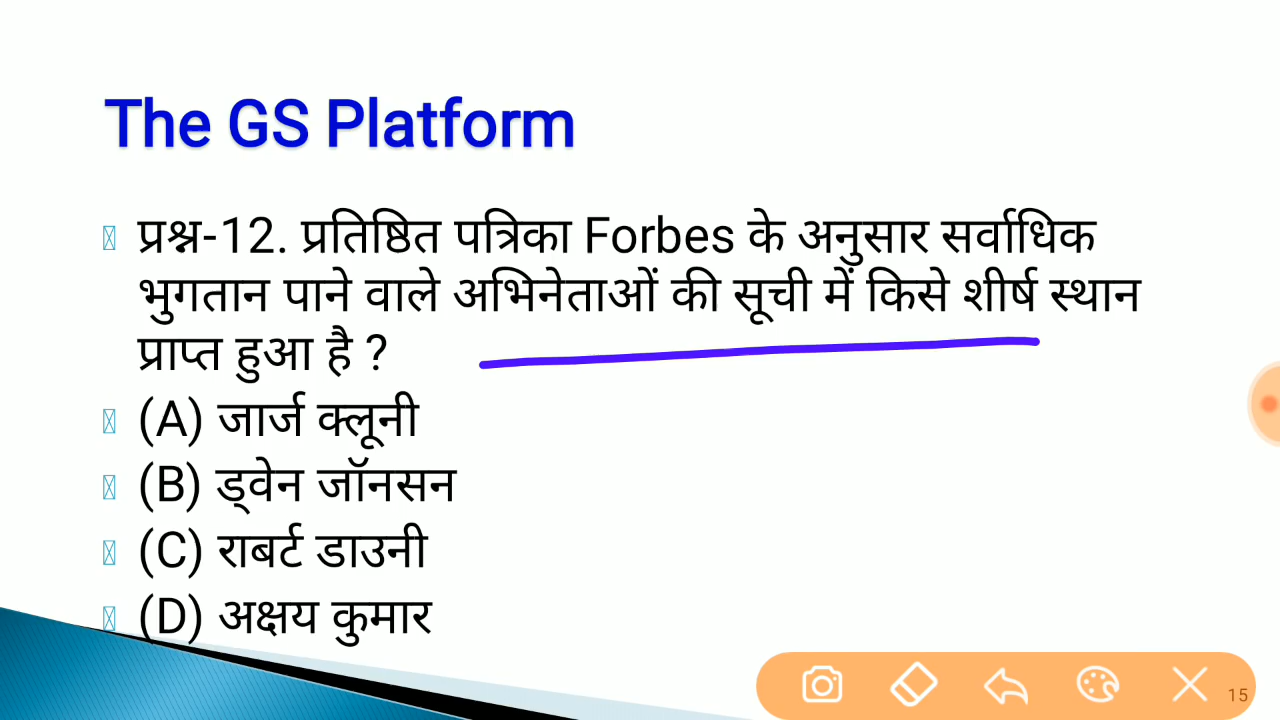 The GS Platform
प्रश्न-12. प्रतिष्ठित पत्रिका Forbes के अनुसार सर्वाधिक
भुगतान पाने वाले अभिनेताओं की सूची में किसे शीर्ष स्थान
प्राप्त हुआ है ?
(A) जार्ज क्लूनी
(B) ड्वेन जॉनसन
(C) राबर्ट डाउनी
(D) अक्षय कुमार
15